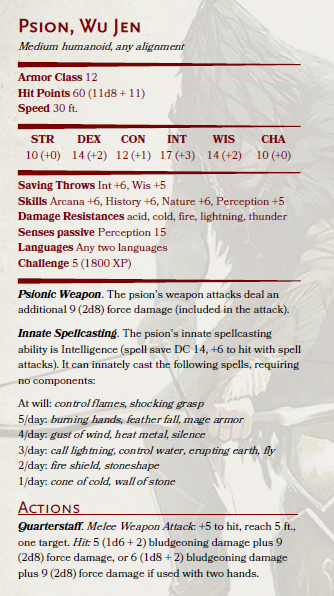 Psion, Wu Jen
Medium humanoid, any alignment
Armor Class 12
Hit Points 60 (11d8 + 11)
Speed 30 ft.
STR DEX CON INT WIS CHA
10 (+0) 14 (+2) 12 (+1) 17 (+3) 14 (+2) 10 (+0)
Saving Throws Int +6, Wis +5
Skills Arcana +6, History +6, Nature +6, Perception +5
Damage Resistances acid, cold, fire, lightning, thunder
Senses passive Perception 15
Languages Any two languages
Challenge 5 (1800 XP)
Psionic Weapon. The psion's weapon attacks deal an
additional 9 (2d8) force damage (included in the attack).
Innate Spellcasting. The psion's innate spellcasting
ability is Intelligence (spell save DC 14, +6 to hit with spell
attacks). It can innately cast the following spells, requiring
no components:
At will: control flames, shocking grasp
5/day: burning hands, feather fall, mage armor
4/day: gust of wind, heat metal, silence
3/day: call lightning, control water, erupting earth, fly
2/day: fire shield, stoneshape
1/day: cone of cold, wall of stone
Actions
Quarterstaff. Melee Weapon Attack: +5 to hit, reach 5 ft.,
one target. Hit: 5 (1d6 + 2) bludgeoning damage plus 9
(2d8) force damage, or 6 (1d8 + 2) bludgeoning damage
plus 9 (2d8) force damage if used with two hands.